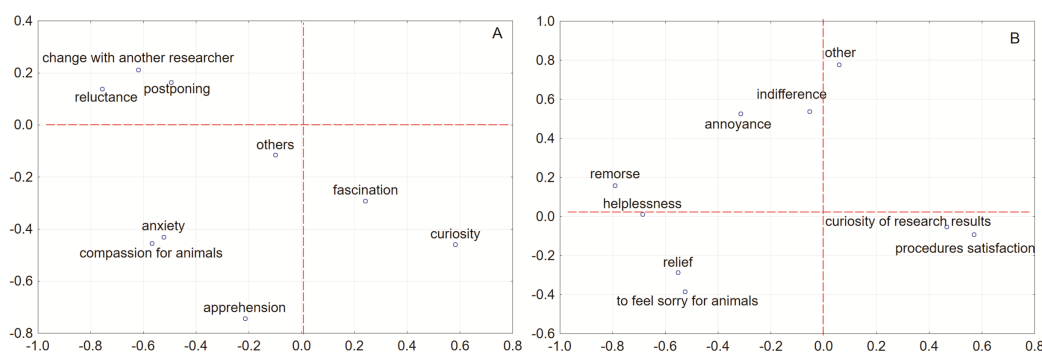 0.4
A
change with another researcher
0.2
postponing
reluctance
0.0
others
-0.2
fascination
-0.4
anxiety
curiosity
compassion for animals
-0.6
apprehension
-0.8
-1.0 -0.8 -0.6 -0.4 -0.2 0.0 0.2 0.4 0.6 0.8
1.0
B
other
0.8
indifference
0.6
annoyance
0.4
remorse
0.2
helplessness
0.0
curiosity of research results
procedures satisfaction
-0.2
relief
-0.4
to feel sorry for animals
-0.6
-1.0 -0.8 -0.6 -0.4 -0.2 0.0 0.2 0.4 0.6 0.8